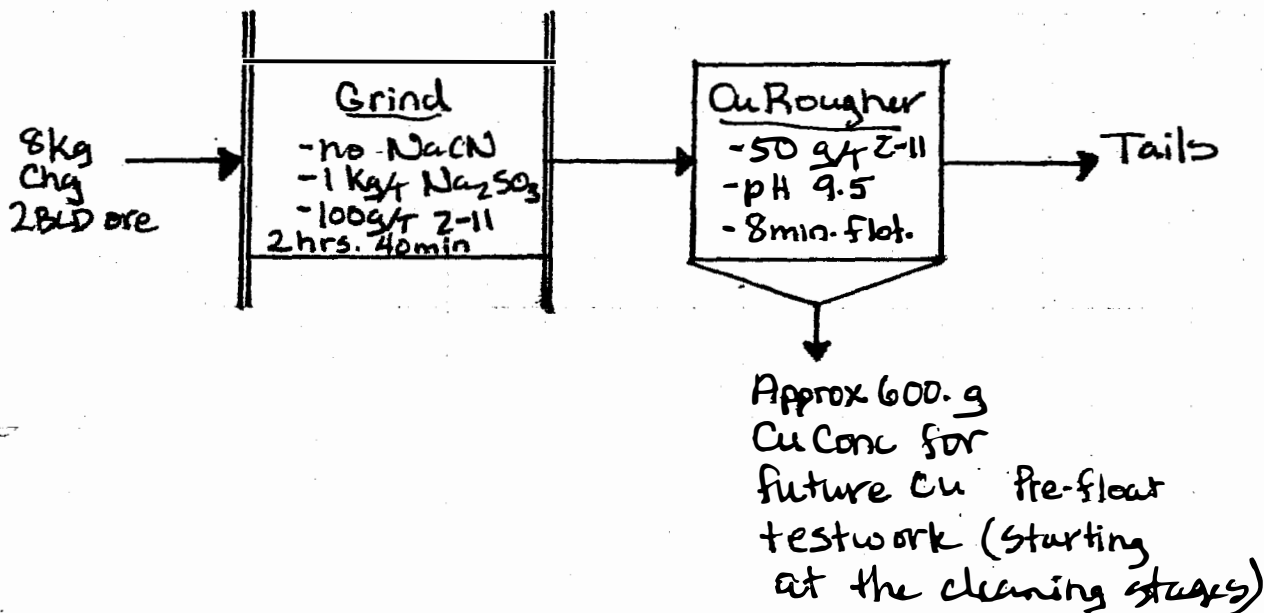 8Kg
Chg
2BLD ore
Grind
-no NaCN
-1 Kg/T Na₂SO₃
-100g/T Z-11
2hrs. 40min
Cu Rougher
-50 g/T Z-11
-pH 9.5
-8min. flot.
Tails
Approx 600. g
Cu Conc for
future Cu Pre-float
testwork (starting
at the cleaning stages)